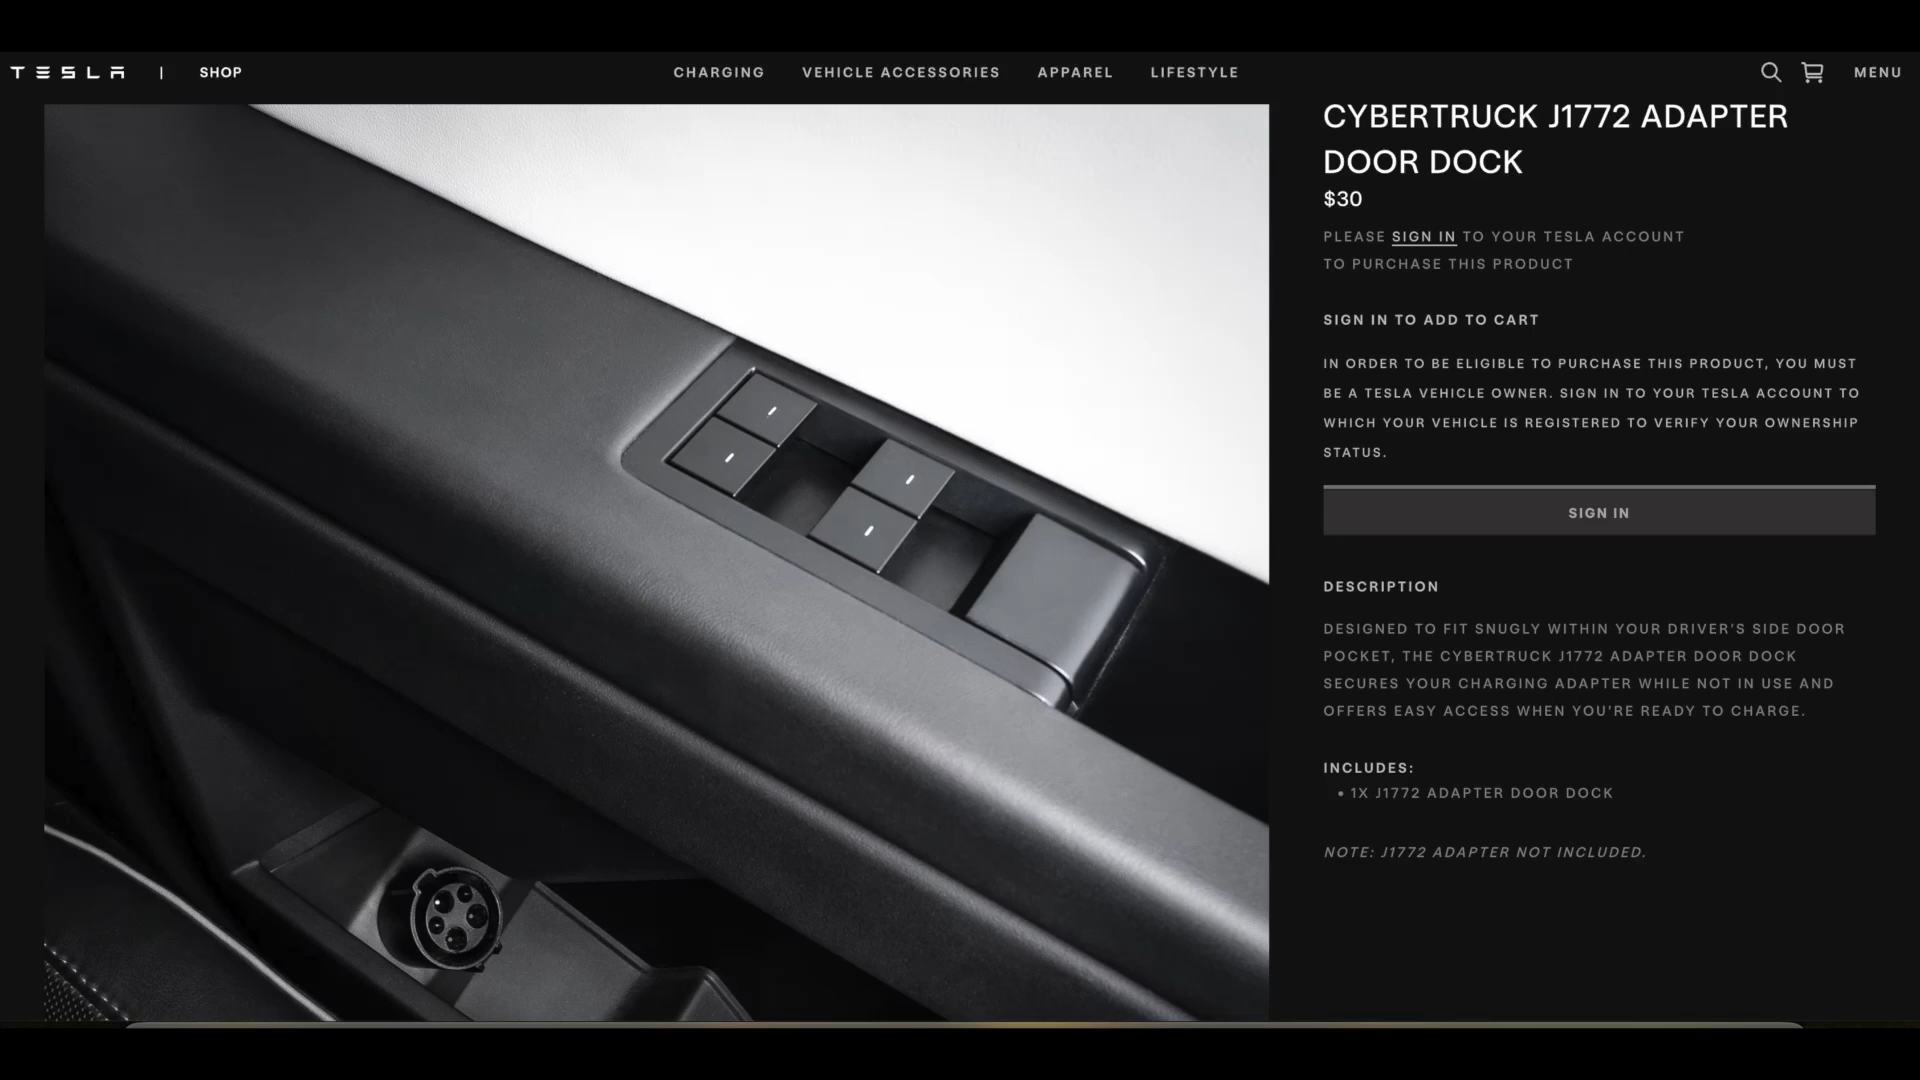 TESLA | SHOP
CHARGING VEHICLE ACCESSORIES APPAREL LIFESTYLE
MENU
CYBERTRUCK J1772 ADAPTER
DOOR DOCK
$30
PLEASE SIGN IN TO YOUR TESLA ACCOUNT
TO PURCHASE THIS PRODUCT
SIGN IN TO ADD TO CART
IN ORDER TO BE ELIGIBLE TO PURCHASE THIS PRODUCT, YOU MUST
BE A TESLA VEHICLE OWNER. SIGN IN TO YOUR TESLA ACCOUNT TO
WHICH YOUR VEHICLE IS REGISTERED TO VERIFY YOUR OWNERSHIP
STATUS.
SIGN IN
DESCRIPTION
DESIGNED TO FIT SNUGLY WITHIN YOUR DRIVER'S SIDE DOOR
POCKET, THE CYBERTRUCK J1772 ADAPTER DOOR DOCK
SECURES YOUR CHARGING ADAPTER WHILE NOT IN USE AND
OFFERS EASY ACCESS WHEN YOU'RE READY TO CHARGE.
INCLUDES:
• 1X J1772 ADAPTER DOOR DOCK
NOTE: J1772 ADAPTER NOT INCLUDED.